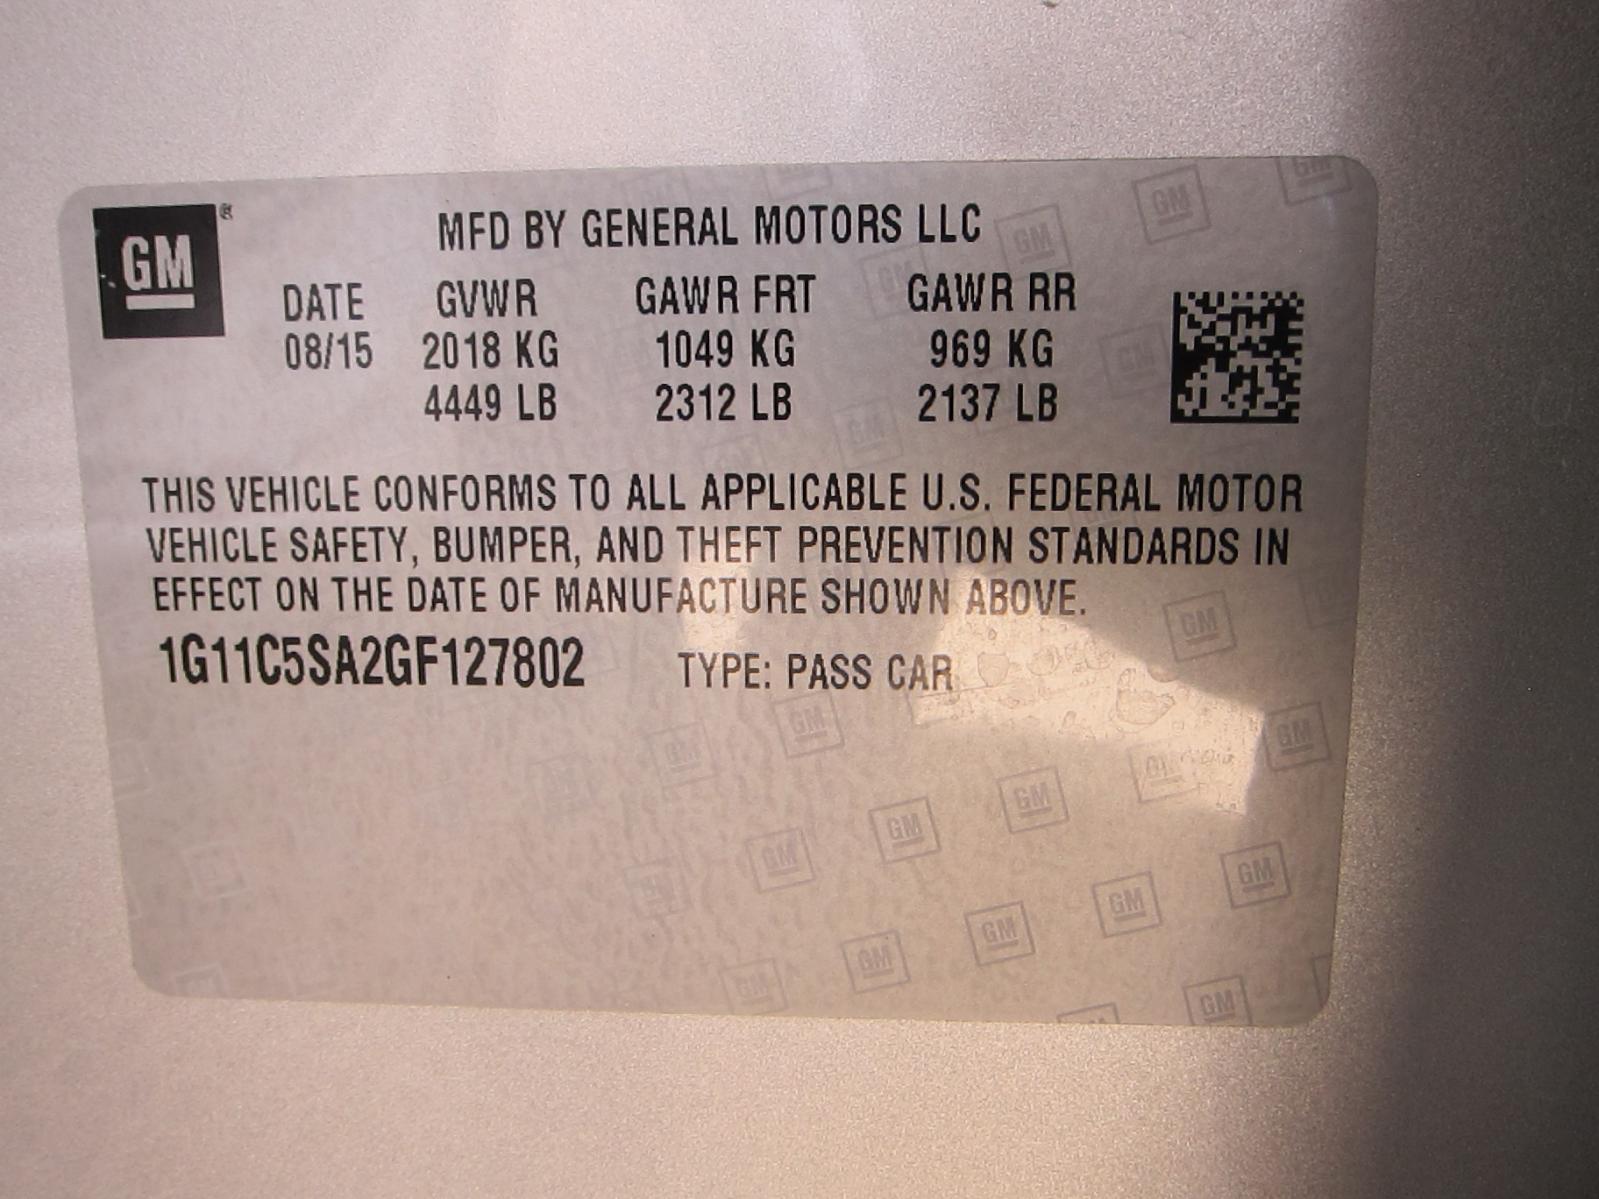 GM ®
MFD BY GENERAL MOTORS LLC
DATE GVWR GAWR FRT GAWR RR
08/15 2018 KG 1049 KG 969 KG
4449 LB 2312 LB 2137 LB
THIS VEHICLE CONFORMS TO ALL APPLICABLE U.S. FEDERAL MOTOR
VEHICLE SAFETY, BUMPER, AND THEFT PREVENTION STANDARDS IN
EFFECT ON THE DATE OF MANUFACTURE SHOWN ABOVE.
1G11C5SA2GF127802 TYPE: PASS CAR